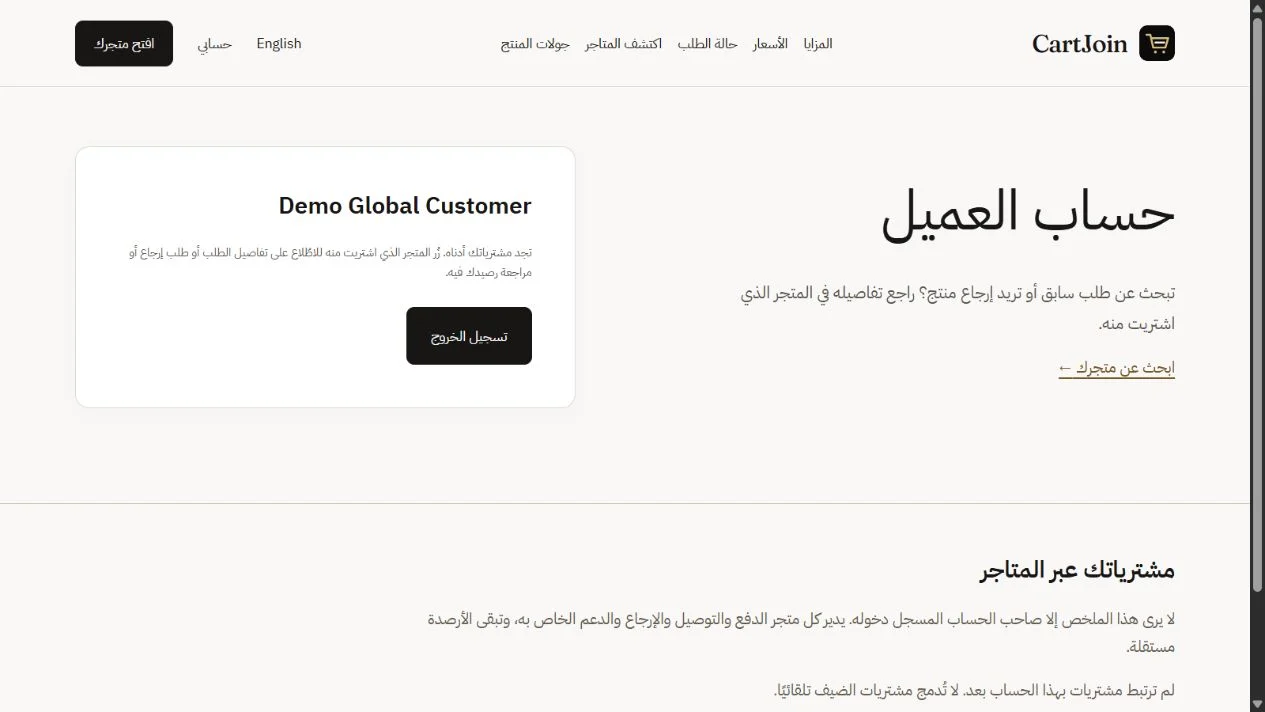 CartJoin
المزايا
الأسعار
حالة الطلب
اكتشف المتاجر
جولات المنتج
English
حسابي
افتح متجرك
حساب العميل
تبحث عن طلب سابق أو تريد إرجاع منتج؟ راجع تفاصيله في المتجر الذي
اشتريت منه.
ابحث عن متجرك ←
Demo Global Customer
تجد مشترياتك أدناه. زُر المتجر الذي اشتريت منه للاطّلاع على تفاصيل الطلب أو طلب إرجاع أو
مراجعة رصيدك فيه.
تسجيل الخروج
مشترياتك عبر المتاجر
لا يرى هذا الملخص إلا صاحب الحساب المسجل دخوله. يدير كل متجر الدفع والتوصيل والإرجاع والدعم الخاص به، وتبقى الأرصدة
مستقلة.
لم ترتبط مشتريات بهذا الحساب بعد. لا تُدمج مشتريات الضيف تلقائيًا.